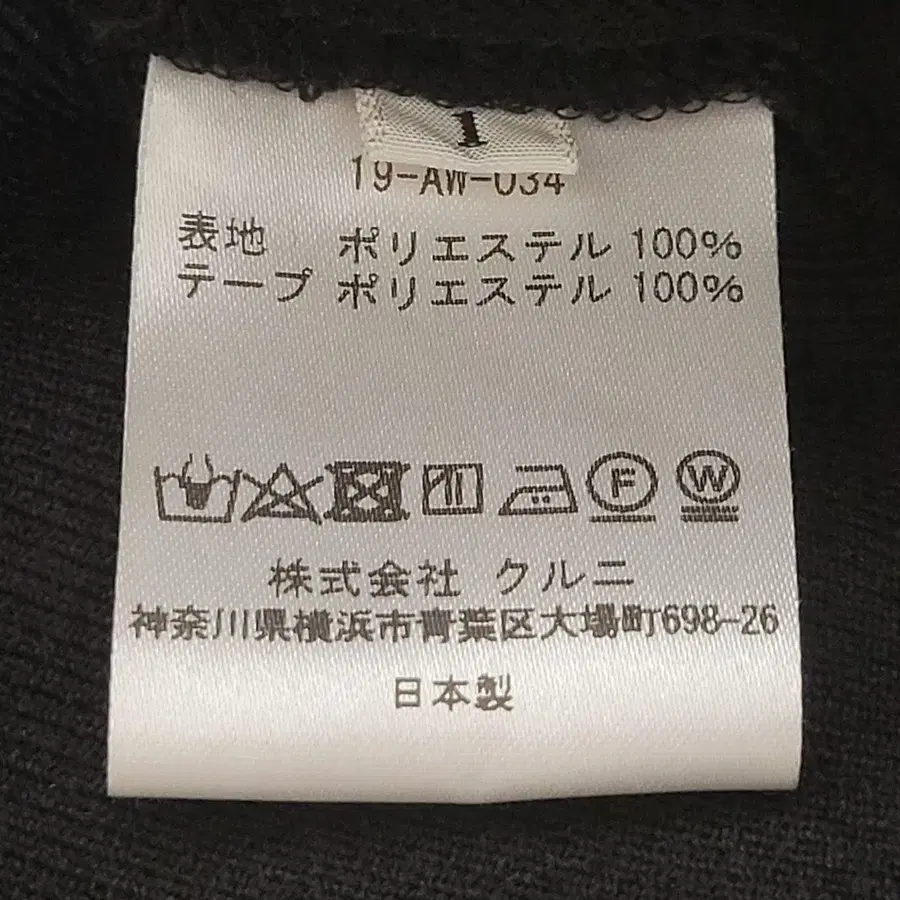 1
19-AW-034
表地 ポリエステル 100%
テープ ポリエステル 100%
F W
株式会社 クルニ
神奈川県横浜市青葉区大場町698-26
日本製